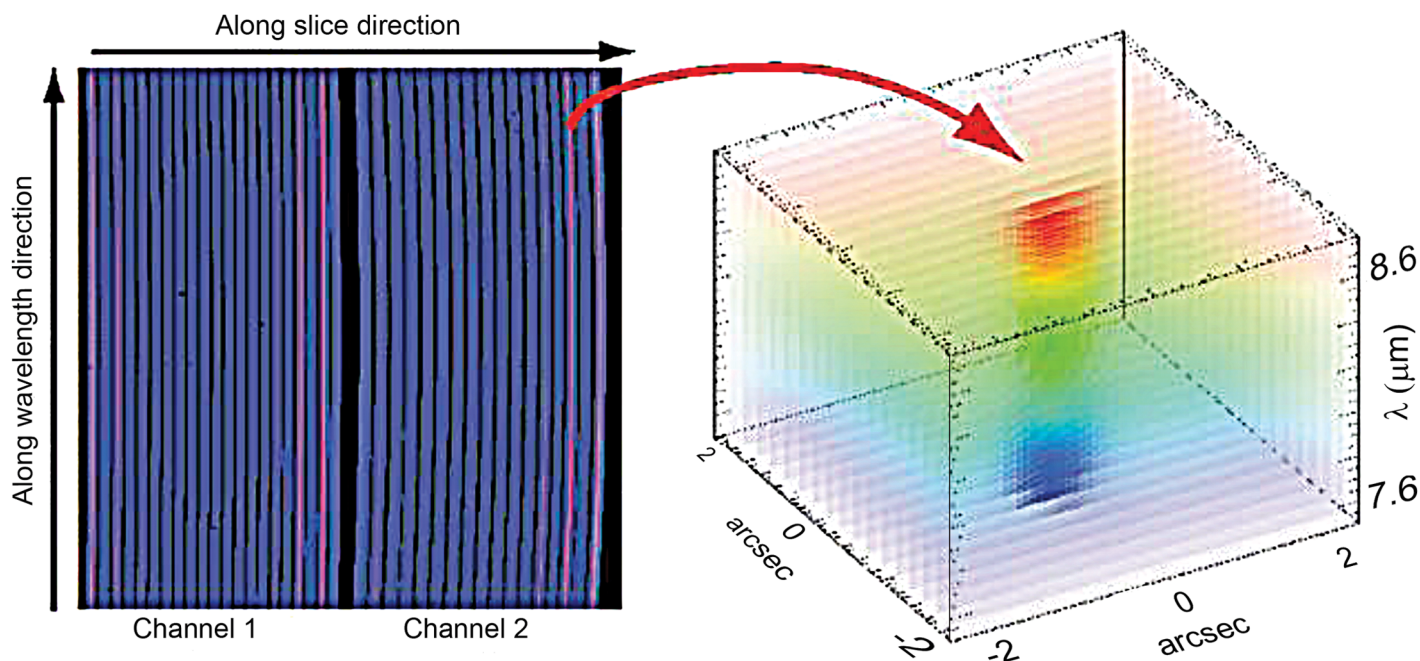 Along slice direction
Along wavelength direction
Channel 1
Channel 2
8.6
λ (μm)
7.6
2
0
-2
arcsec
-2
0
2
arcsec